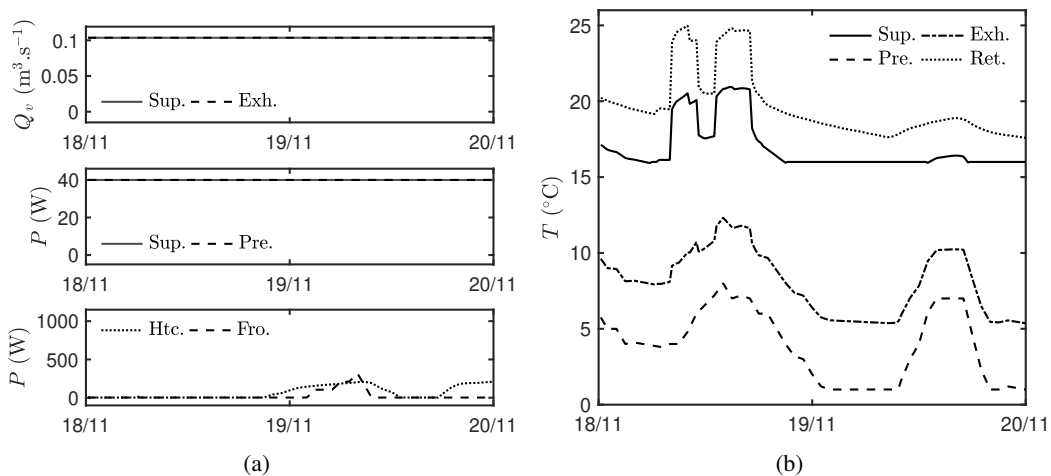 Q_v (m³.s⁻¹)
0.1
0.05
0
Sup. Exh.
18/11 19/11 20/11
P (W)
40
20
0
Sup. Pre.
18/11 19/11 20/11
P (W)
1000
500
0
Htc. Fro.
18/11 19/11 20/11
(a)
T (°C)
25
20
15
10
5
0
Sup. Exh.
Pre. Ret.
18/11 19/11 20/11
(b)